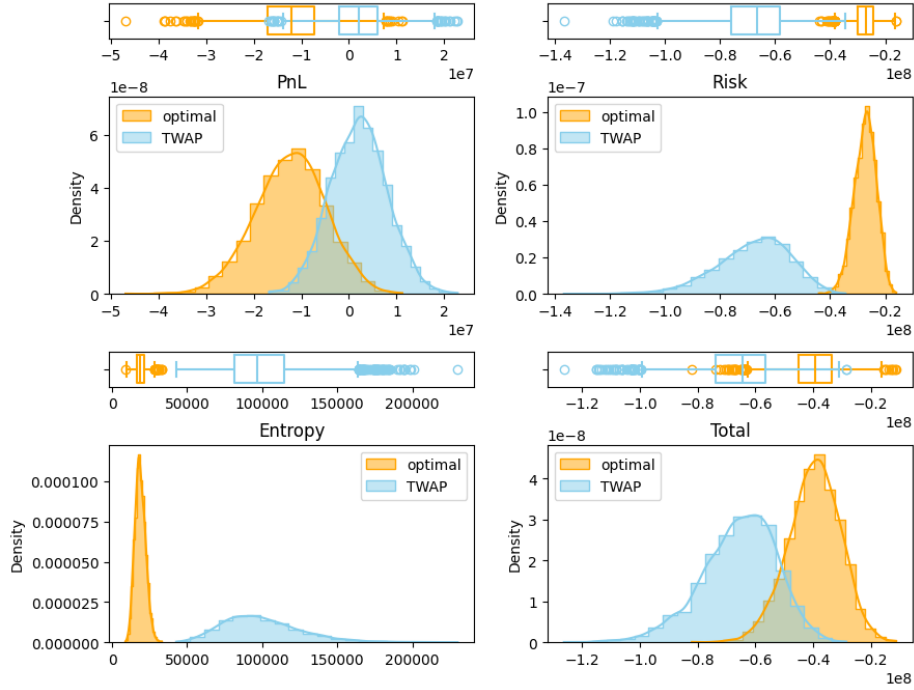 −5 −4 −3 −2 −1 0 1 2
1e7
−1.4 −1.2 −1.0 −0.8 −0.6 −0.4 −0.2
1e8
1e−8 PnL
optimal
TWAP
Density
6
4
2
0
−5 −4 −3 −2 −1 0 1 2
1e7
1e−7 Risk
optimal
TWAP
Density
1.0
0.7
0.5
0.2
0.0
−1.4 −1.2 −1.0 −0.8 −0.6 −0.4 −0.2
1e8
0 50000 100000 150000 200000
−1.2 −1.0 −0.8 −0.6 −0.4 −0.2
1e8
Entropy
optimal
TWAP
Density
0.000100
0.000075
0.000050
0.000025
0.000000
0 50000 100000 150000 200000
1e−8 Total
optimal
TWAP
Density
4
3
2
1
0
−1.2 −1.0 −0.8 −0.6 −0.4 −0.2
1e8